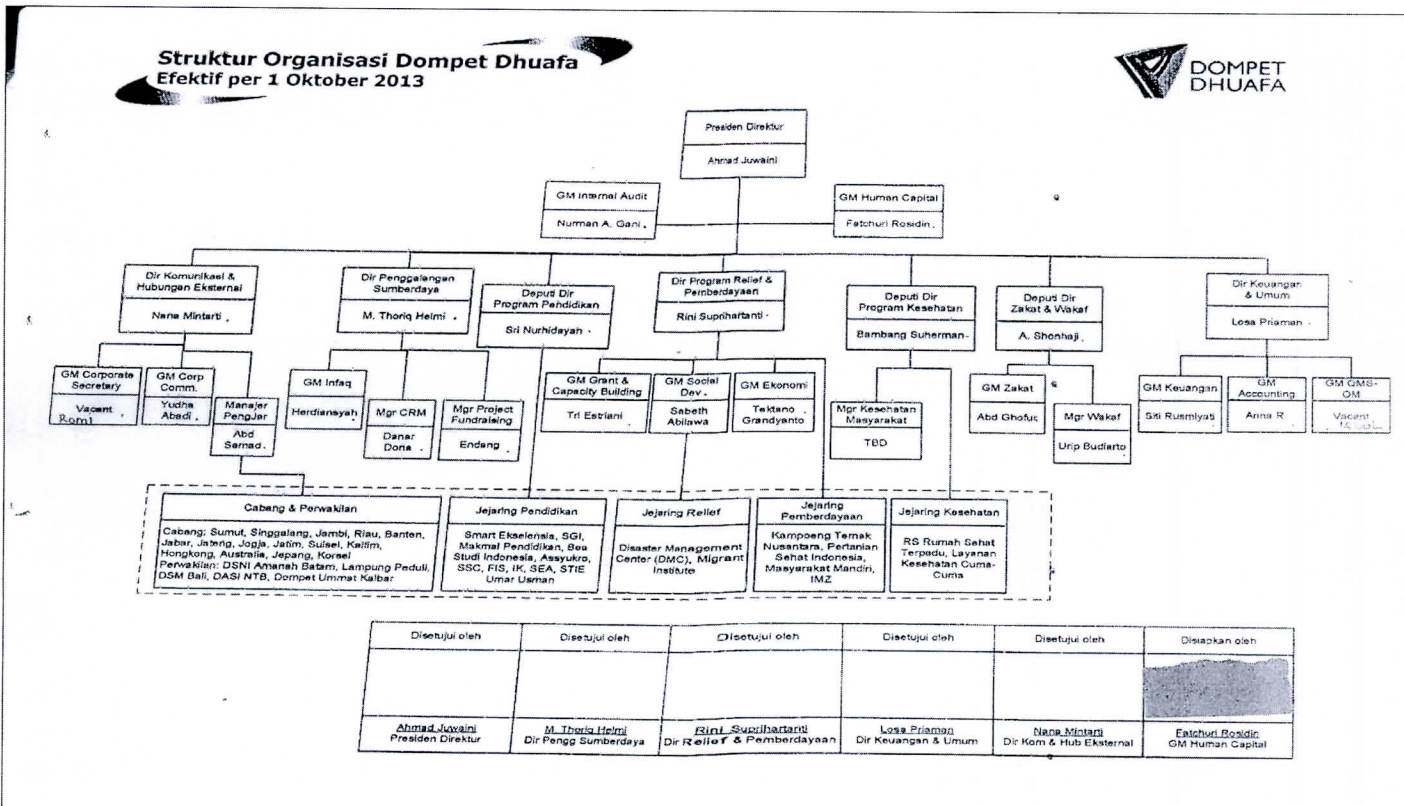 Struktur Organisasi Dompet Dhuafa
Efektif per 1 Oktober 2013
DOMPET
DHUAFA
Presiden Direktur
Ahmad Juwaini
GM Internal Audit
Nurman A. Gani.
GM Human Capital
Fatchuri Rosidin.
Dir Komunikasi &
Hubungan Eksternal
Nana Mintarti.
Dir Penggalangan
Sumberdaya
M. Thoriq Helmi.
Deputi Dir
Program Pendidikan
Sri Nurhidayah
Dir Program Relief &
Pemberdayaan
Rini Suprihartanti
Deputi Dir
Program Kesehatan
Bambang Suherman
Deputi Dir
Zakat & Wakaf
A. Shonhaji.
Dir Keuangan
& Umum
Losa Priaman
GM Corporate
Secretary
Vacant
Romi
GM Corp
Comm.
Yudha
Abadi.
Manajer
PengJar
Abd
Samad.
GM Infaq
Herdiansyah
Mgr CRM
Danar
Dona
Mgr Project
Fundraising
Endang
GM Grant &
Capacity Building
Tri Estriani
GM Social
Dev.
Sabeth
Abilawa
GM Ekonomi
Tektano
Grandyanto
Mgr Kesehatan
Masyarakat
TBD
GM Zakat
Abd Ghofur
Mgr Wakaf
Urip Budiarto
GM Keuangan
Siti Rusmiyati
GM
Accounting
Anna R
GM QMS-
OM
Vacant
Cabang & Perwakilan
Cabang: Sumut, Singgalang, Jambi, Riau, Banten,
Jabar, Jateng, Jogja, Jatim, Sulsel, Kaltim,
Hongkong, Australia, Jepang, Korsel
Perwakilan: DSNI Amanah Batam, Lampung Peduli,
DSM Bali, DASI NTB, Dompet Ummat Kalbar
Jejaring Pendidikan
Smart Ekselensia, SGI,
Makmal Pendidikan, Bea
Studi Indonesia, Assyukro,
SSC, FIS, IK, SEA, STIE
Umar Usman
Jejaring Relief
Disaster Management
Center (DMC), Migrant
Institute
Jejaring
Pemberdayaan
Kampoeng Ternak
Nusantara, Pertanian
Sehat Indonesia,
Masyarakat Mandiri,
IMZ
Jejaring Kesehatan
RS Rumah Sehat
Terpadu, Layanan
Kesehatan Cuma-
Cuma
Disetujui oleh
Disetujui oleh
Disetujui oleh
Disetujui oleh
Disetujui oleh
Disiapkan oleh
Ahmad Juwaini
Presiden Direktur
M. Thoriq Helmi
Dir Pengg Sumberdaya
Rini Suprihartanti
Dir Relief & Pemberdayaan
Losa Priaman
Dir Keuangan & Umum
Nana Mintarti
Dir Kom & Hub Eksternal
Fatchuri Rosidin
GM Human Capital